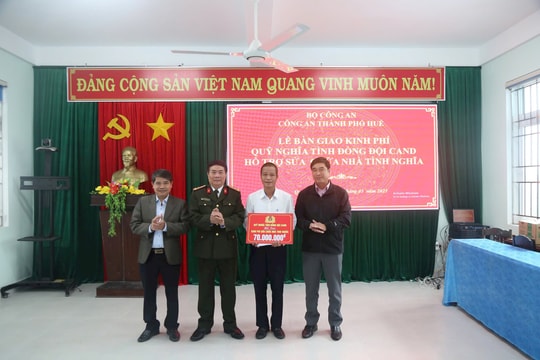 ĐẢNG CỘNG SẢN VIỆT NAM QUANG VINH MUÔN NĂM!
BỘ CÔNG AN
CÔNG AN THÀNH PHỐ HUẾ
LỄ BÀN GIAO KINH PHÍ
QUỸ NGHĨA TÌNH ĐỒNG ĐỘI CAND
HỖ TRỢ SỬA NHÀ TÌNH NGHĨA
70.000.000đ